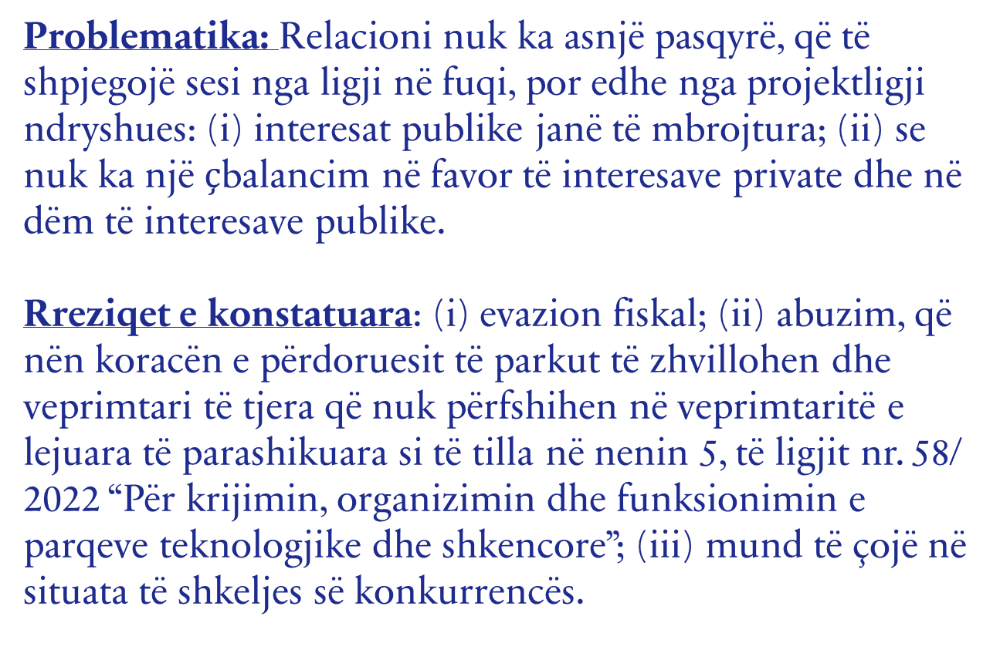 Problematika: Relacioni nuk ka asnjë pasqyrë, që të
shpjegojë sesi nga ligji në fuqi, por edhe nga projektligji
ndryshues: (i) interesat publike janë të mbrojtura; (ii) se
nuk ka një çbalancim në favor të interesave private dhe në
dëm të interesave publike.
Rreziqet e konstatuara: (i) evazion fiskal; (ii) abuzim, që
nën koracën e përdoruesit të parkut të zhvillohen dhe
veprimtari të tjera që nuk përfshihen në veprimtaritë e
lejuara të parashikuara si të tilla në nenin 5, të ligjit nr. 58/
2022 “Për krijimin, organizimin dhe funksionimin e
parqeve teknologjike dhe shkencore”; (iii) mund të çojë në
situata të shkeljes së konkurrencës.